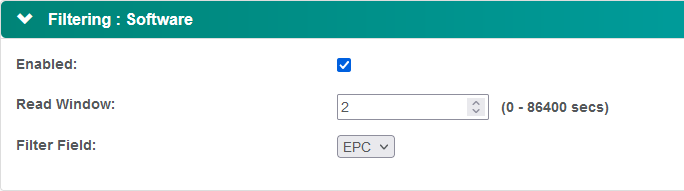 Filtering : Software
Enabled:
Read Window: 2 (0 - 86400 secs)
Filter Field: EPC